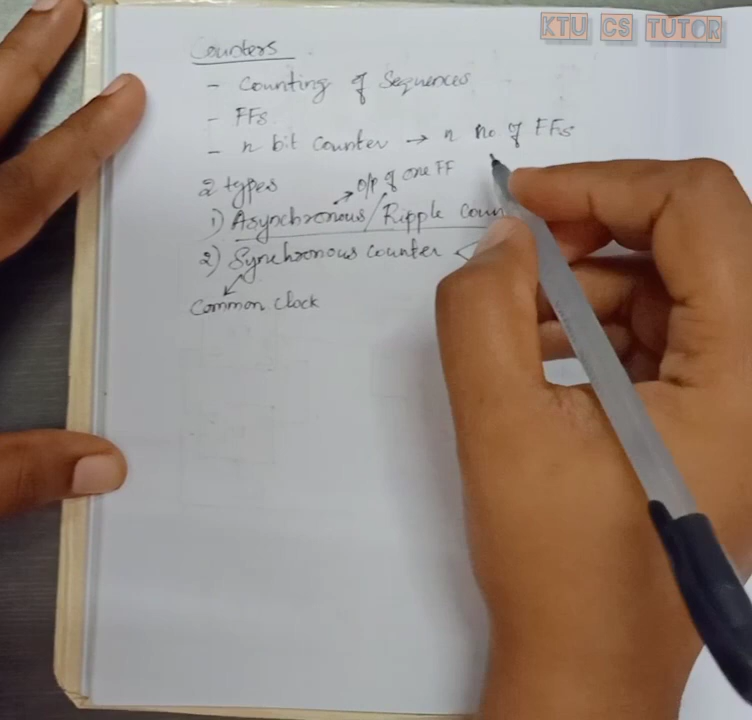 KTU CS TUTOR
Counters
- Counting of Sequences
- FFs
- n bit Counter → n no of FFs
2 types → o/p of one FF
1) Asynchronous/Ripple Coun
2) Synchronous Counter
Common Clock